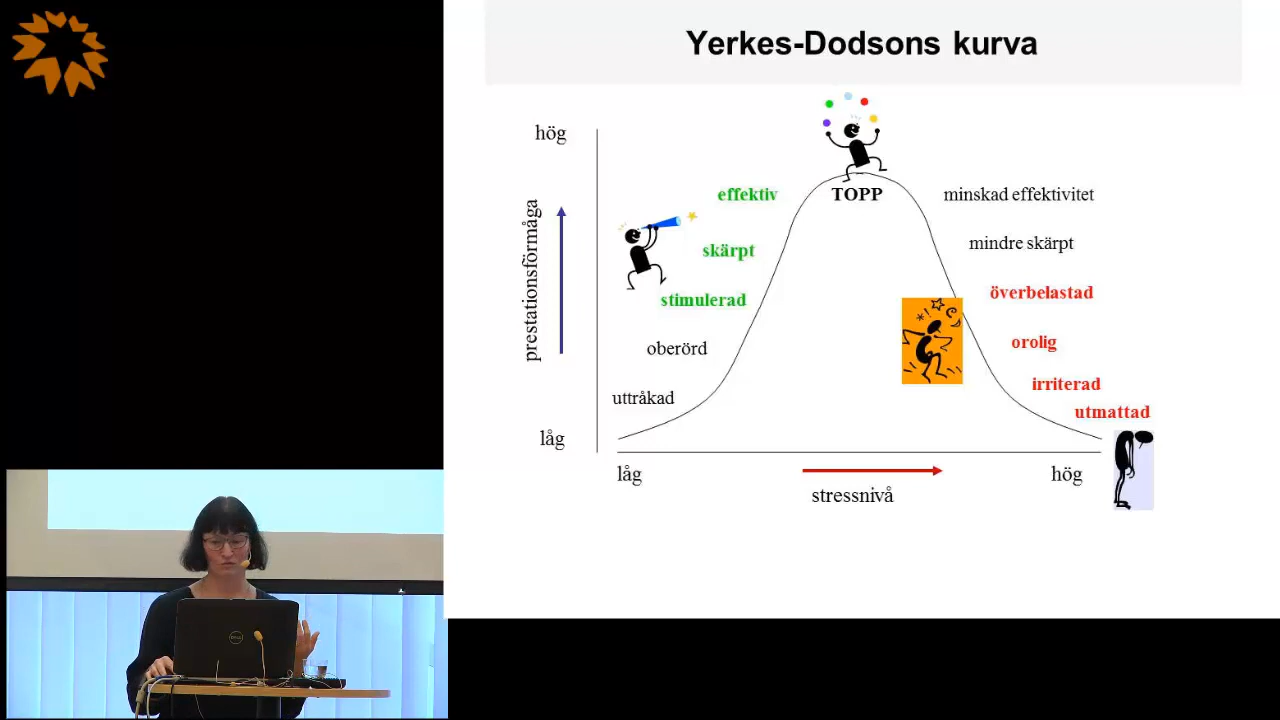 Yerkes-Dodsons kurva
hög
effektiv
TOPP
minskad effektivitet
prestationsförmåga
skärpt
mindre skärpt
stimulerad
överbelastad
oberörd
orolig
uttråkad
irriterad
utmattad
låg
låg
hög
stressnivå
DELL